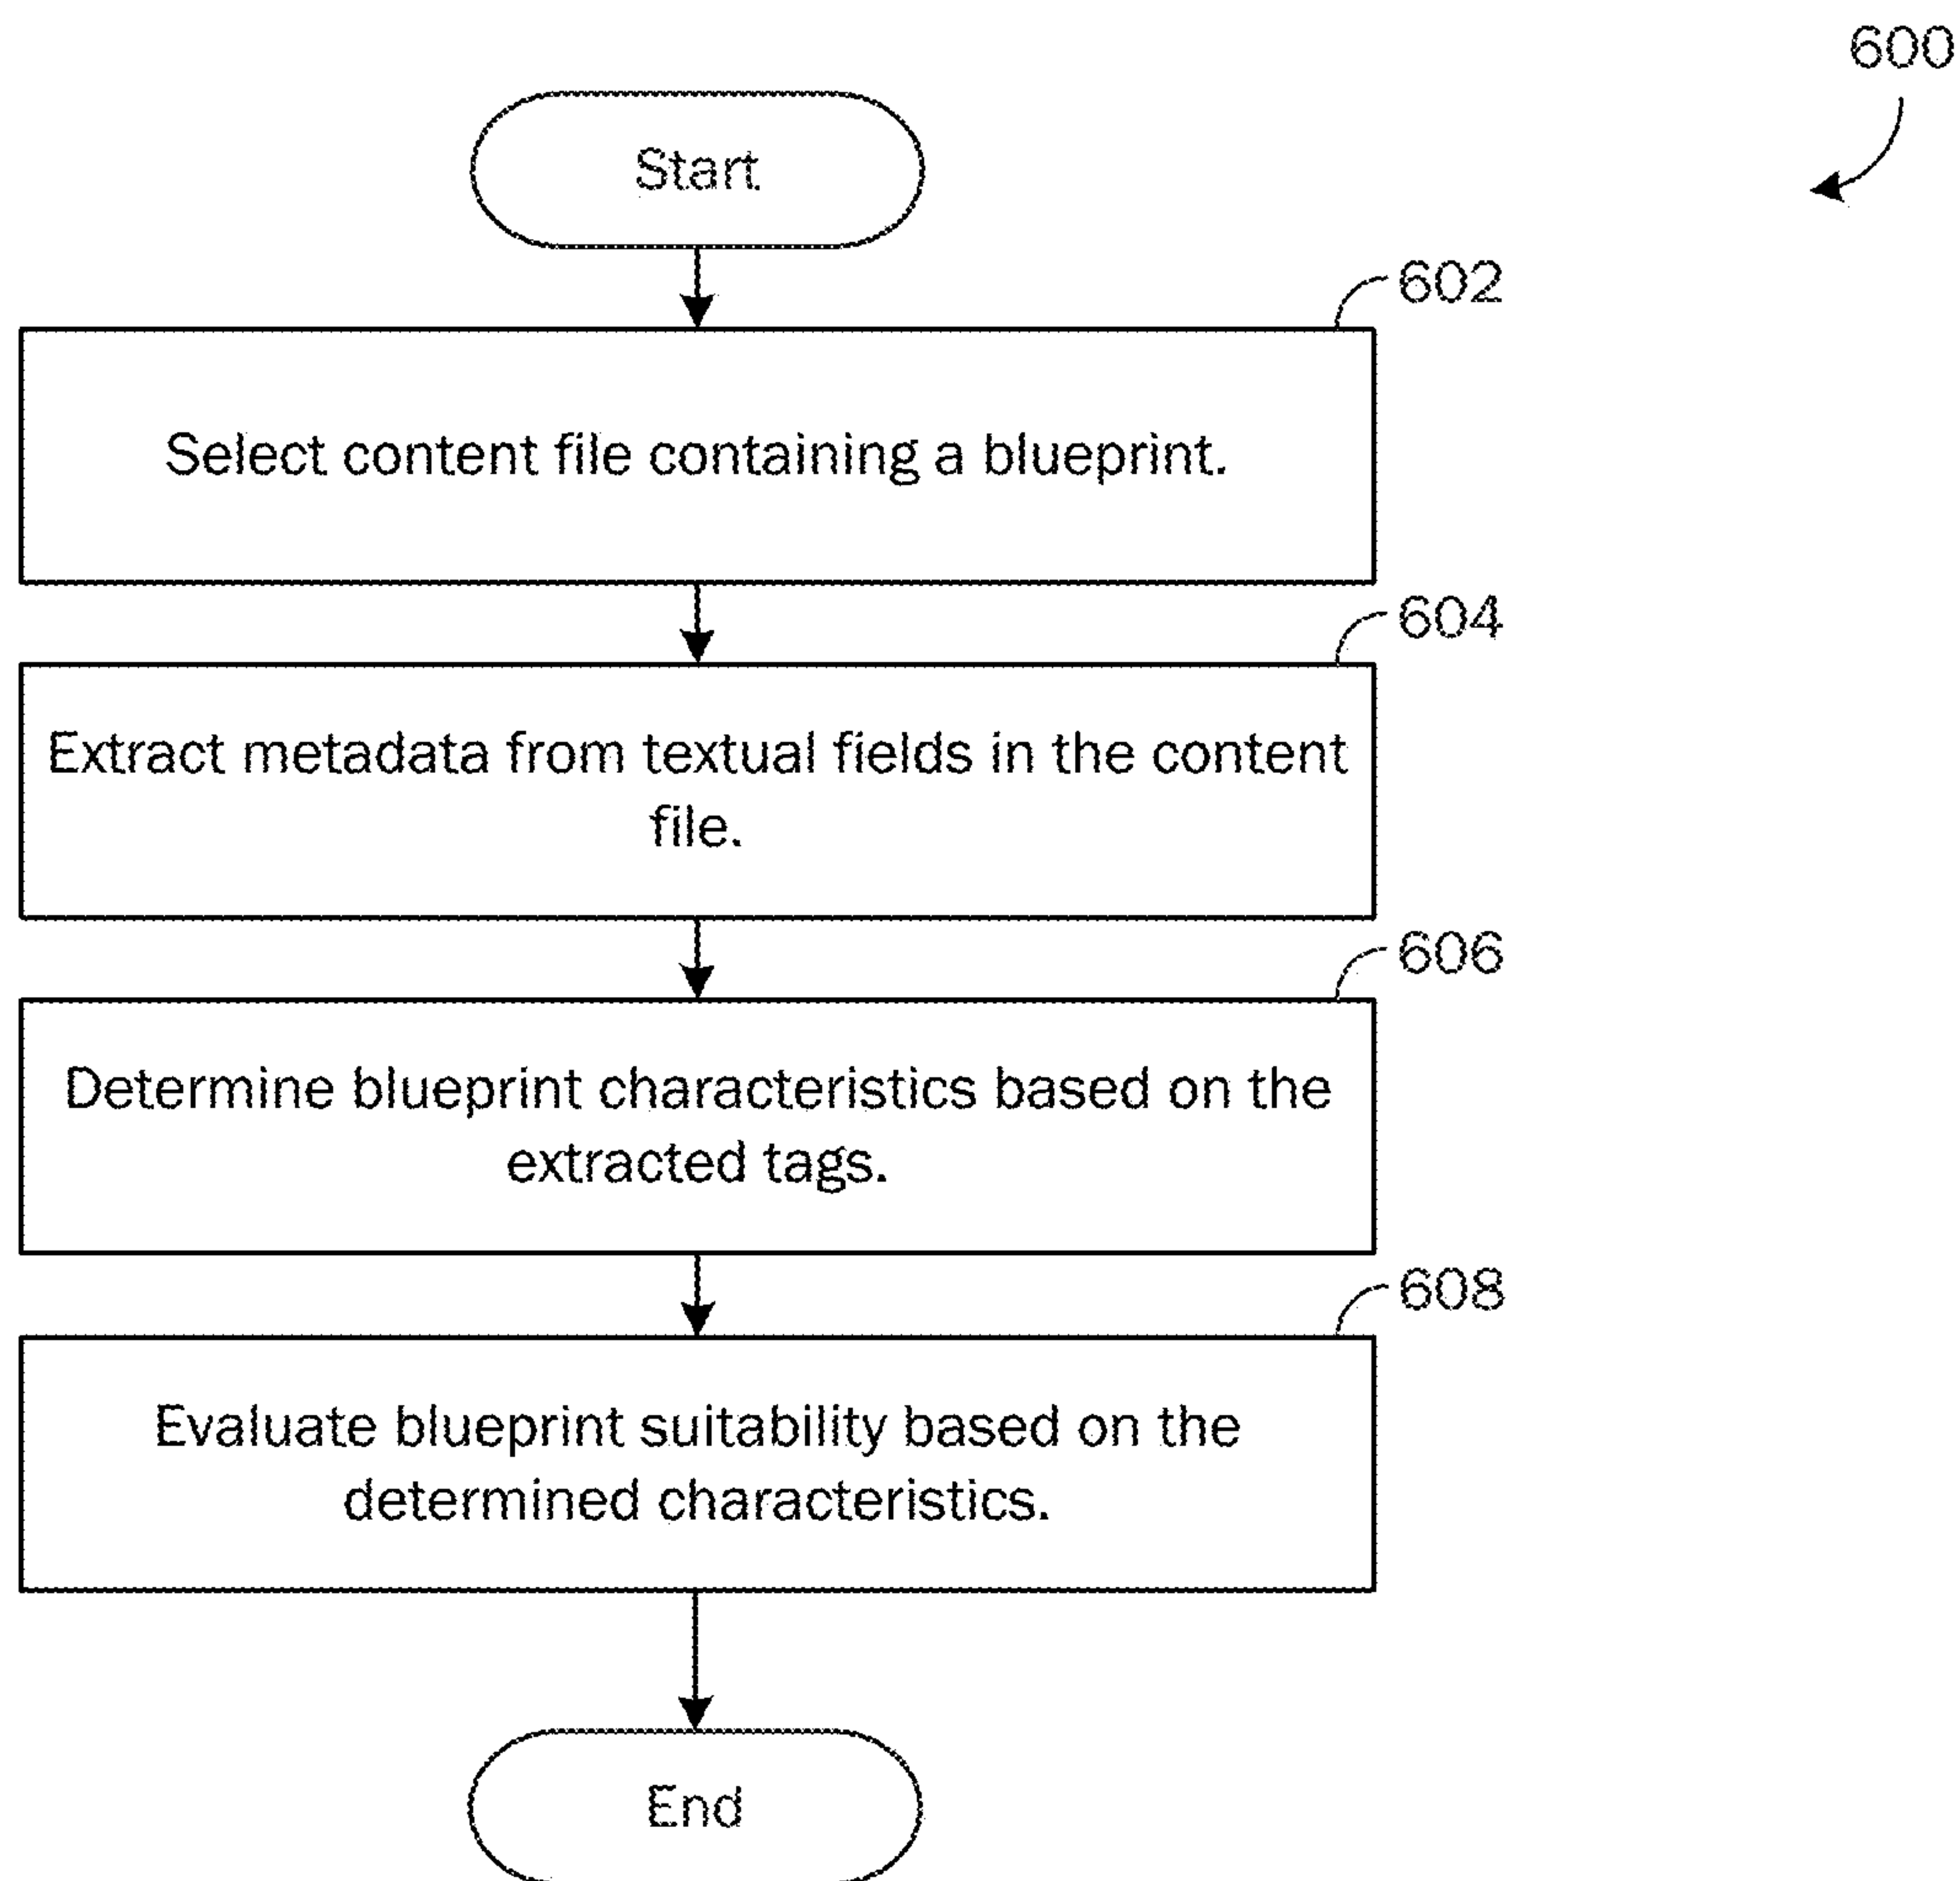 600
Start
602
Select content file containing a blueprint.
604
Extract metadata from textual fields in the content
file.
606
Determine blueprint characteristics based on the
extracted tags.
608
Evaluate blueprint suitability based on the
determined characteristics.
End